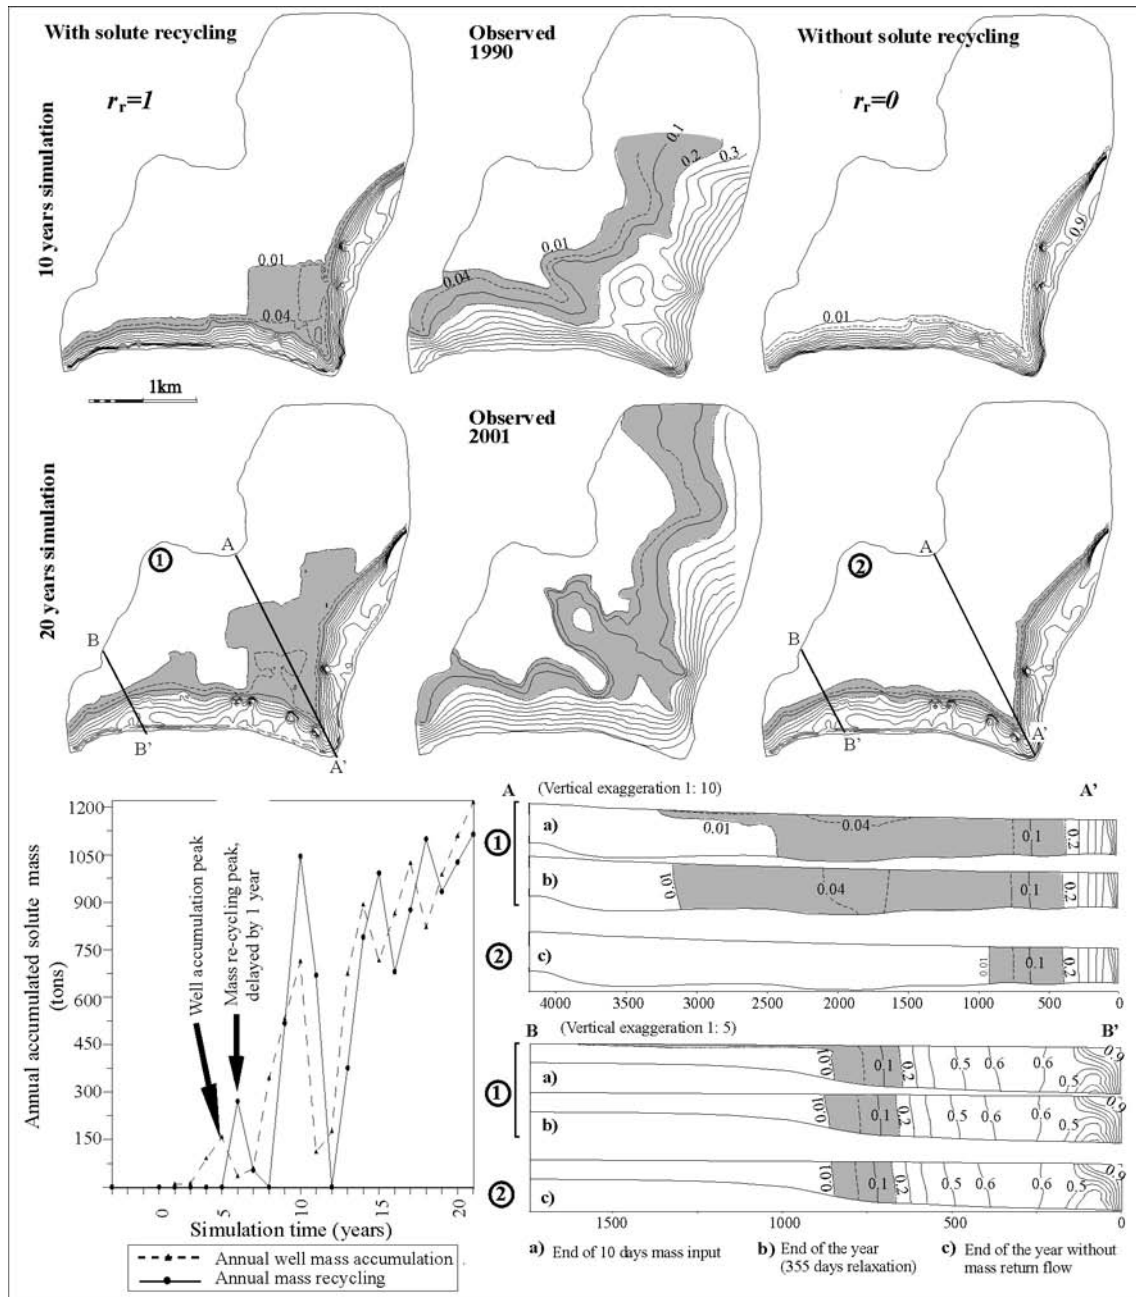 With solute recycling
Observed
1990
Without solute recycling
r_r=1
r_r=0
10 years simulation
0.01
0.04
0.1
0.2
0.3
0.01
0.04
0.9
0.01
1km
Observed
2001
20 years simulation
1
A
B
B'
A'
2
A
B
B'
A'
Annual accumulated solute mass
(tons)
1200
1050
900
750
600
450
300
150
Well accumulation peak
Mass re-cycling peak,
delayed by 1 year
0
5
10
15
20
Simulation time (years)
Annual well mass accumulation
Annual mass recycling
A
(Vertical exaggeration 1: 10)
A'
1
a)
0.01
0.04
0.1
0.2
b)
0.01
0.04
0.1
0.2
2
c)
0.01
0.1
0.2
4000
3500
3000
2500
2000
1500
1000
500
0
B
(Vertical exaggeration 1: 5)
B'
1
a)
0.01
0.1
0.2
0.5
0.6
0.6
0.5
0.9
b)
0.01
0.1
0.2
0.5
0.6
0.6
0.5
0.9
2
c)
0.01
0.1
0.2
0.5
0.6
0.6
0.5
0.9
1500
1000
500
0
a) End of 10 days mass input
b) End of the year
(355 days relaxation)
c) End of the year without
mass return flow